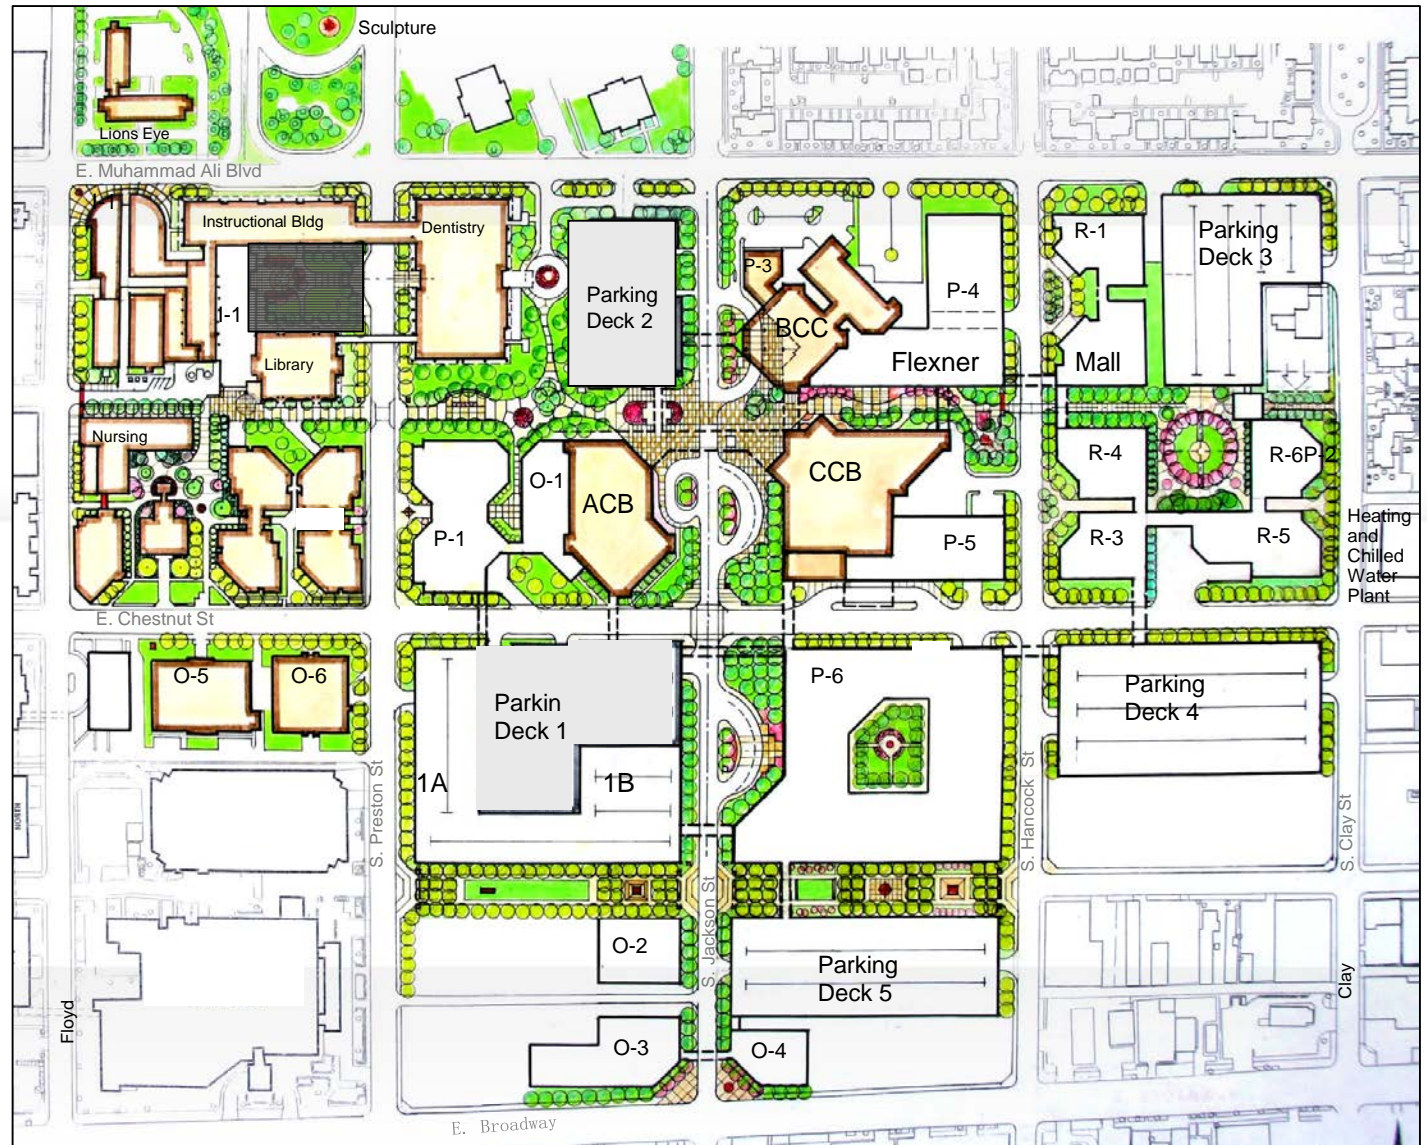 Sculpture
Lions Eye
E. Muhammad Ali Blvd
Instructional Bldg
Dentistry
R-1
Parking
Deck 3
P-3
P-4
Parking
Deck 2
I-1
BCC
Library
Flexner
Mall
Nursing
O-1
ACB
CCB
R-4
R-6
P-2
P-1
P-5
R-3
R-5
Heating
and
Chilled
Water
Plant
E. Chestnut St
O-5
O-6
P-6
Parkin
Deck 1
Parking
Deck 4
1A
1B
S. Preston St
S. Hancock St
S. Clay St
S. Jackson St
O-2
Parking
Deck 5
Floyd
Clay
O-3
O-4
E. Broadway